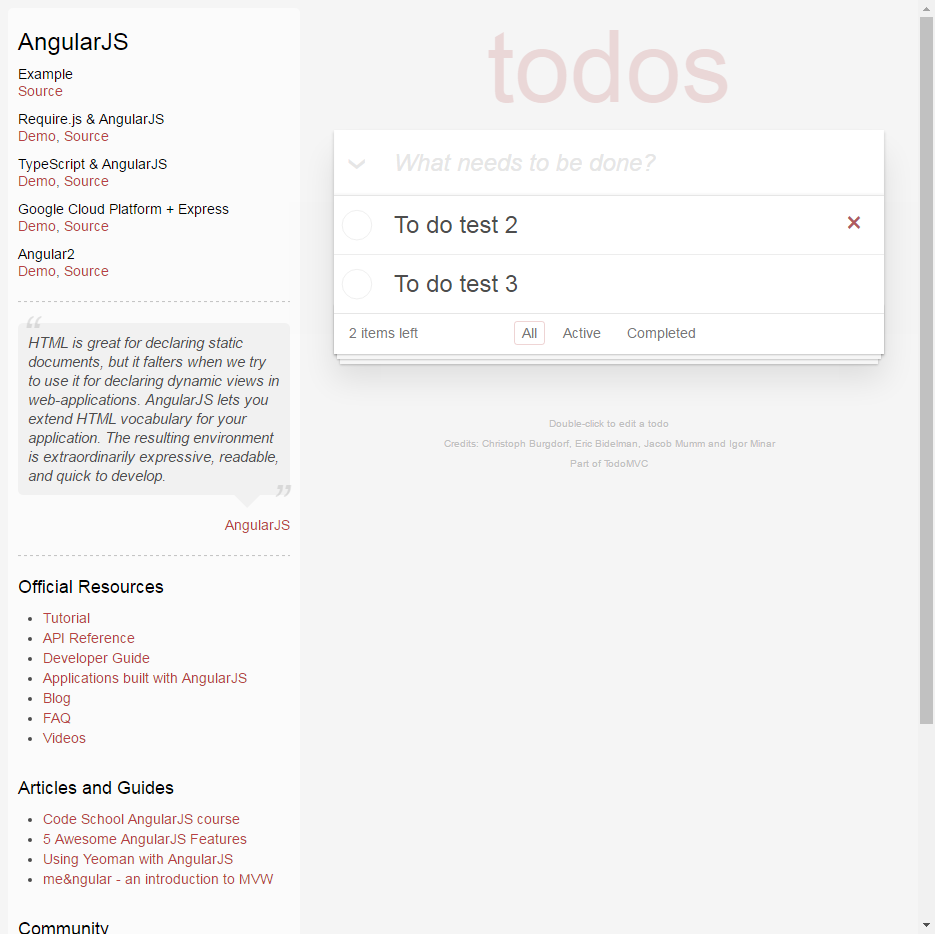 AngularJS
Example
Source
Require.js & AngularJS
Demo, Source
TypeScript & AngularJS
Demo, Source
Google Cloud Platform + Express
Demo, Source
Angular2
Demo, Source
“
HTML is great for declaring static
documents, but it falters when we try
to use it for declaring dynamic views in
web-applications. AngularJS lets you
extend HTML vocabulary for your
application. The resulting environment
is extraordinarily expressive, readable,
and quick to develop.
”
AngularJS
Official Resources
• Tutorial
• API Reference
• Developer Guide
• Applications built with AngularJS
• Blog
• FAQ
• Videos
Articles and Guides
• Code School AngularJS course
• 5 Awesome AngularJS Features
• Using Yeoman with AngularJS
• me&ngular - an introduction to MVW
Community
todos
What needs to be done?
To do test 2
To do test 3
2 items left All Active Completed
Double-click to edit a todo
Credits: Christoph Burgdorf, Eric Bidelman, Jacob Mumm and Igor Minar
Part of TodoMVC